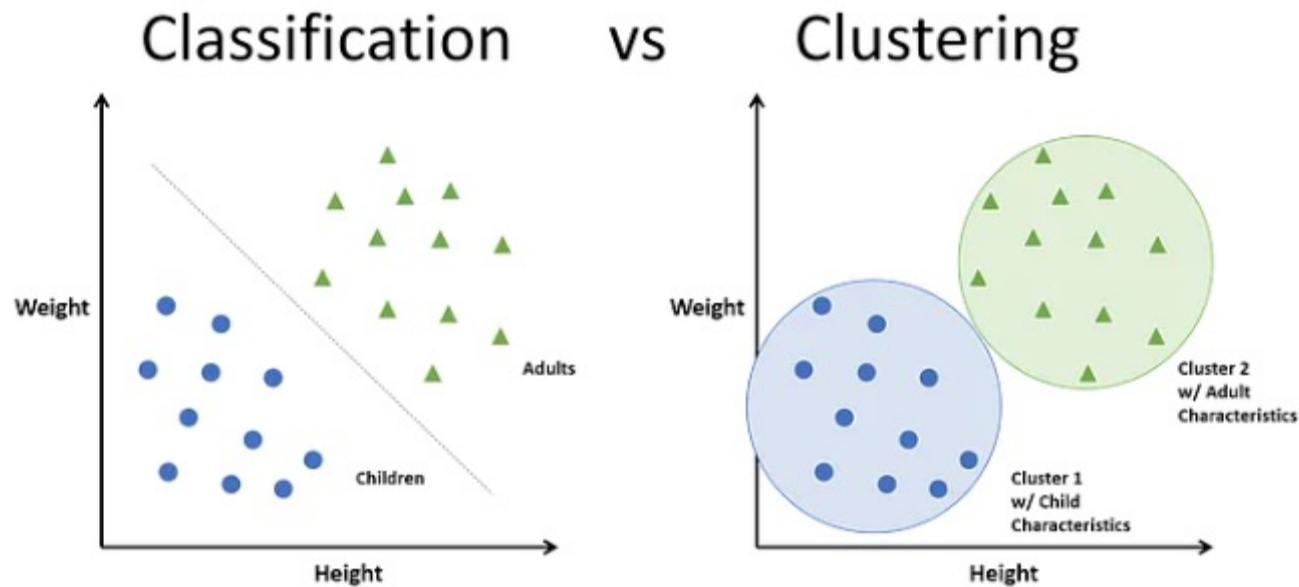 Classification vs Clustering
Weight
Adults
Children
Height
Weight
Cluster 2
w/ Adult
Characteristics
Cluster 1
w/ Child
Characteristics
Height